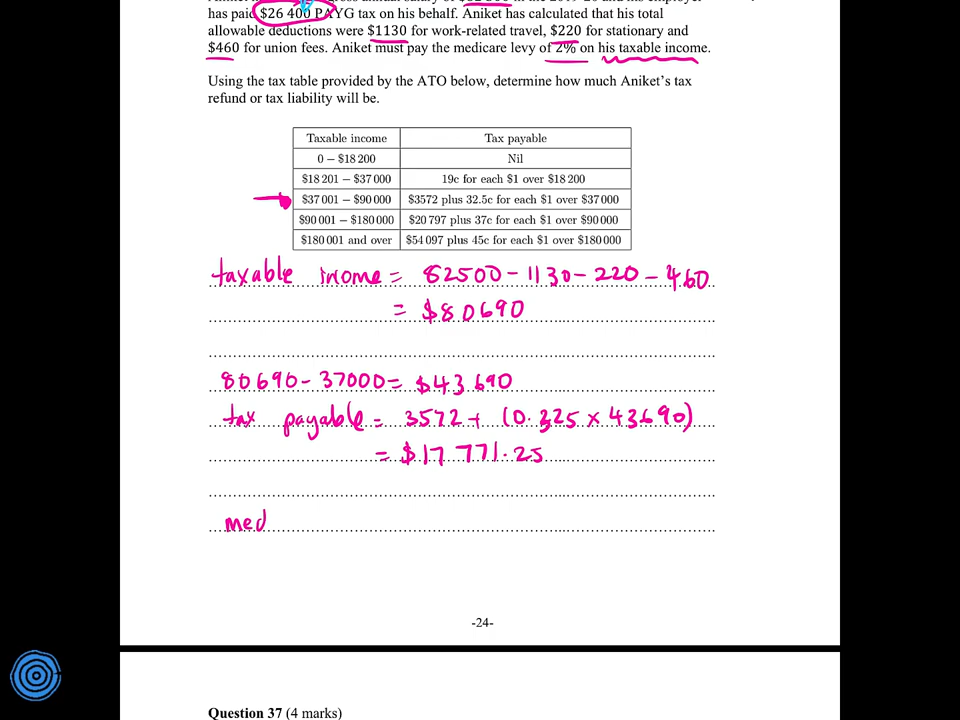 has paid $26 400 PAYG tax on his behalf. Aniket has calculated that his total
allowable deductions were $1130 for work-related travel, $220 for stationary and
$460 for union fees. Aniket must pay the medicare levy of 2% on his taxable income.
Using the tax table provided by the ATO below, determine how much Aniket's tax
refund or tax liability will be.
Taxable income Tax payable
0 – $18 200 Nil
$18 201 – $37 000 19c for each $1 over $18 200
$37 001 – $90 000 $3572 plus 32.5c for each $1 over $37 000
$90 001 – $180 000 $20 797 plus 37c for each $1 over $90 000
$180 001 and over $54 097 plus 45c for each $1 over $180 000
taxable income = 82500 - 1130 - 220 - 460
= $80690
80690 - 37000 = $43690
tax payable = 3572 + (0.325 × 43690)
= $17 771.25
med
-24-
Question 37 (4 marks)